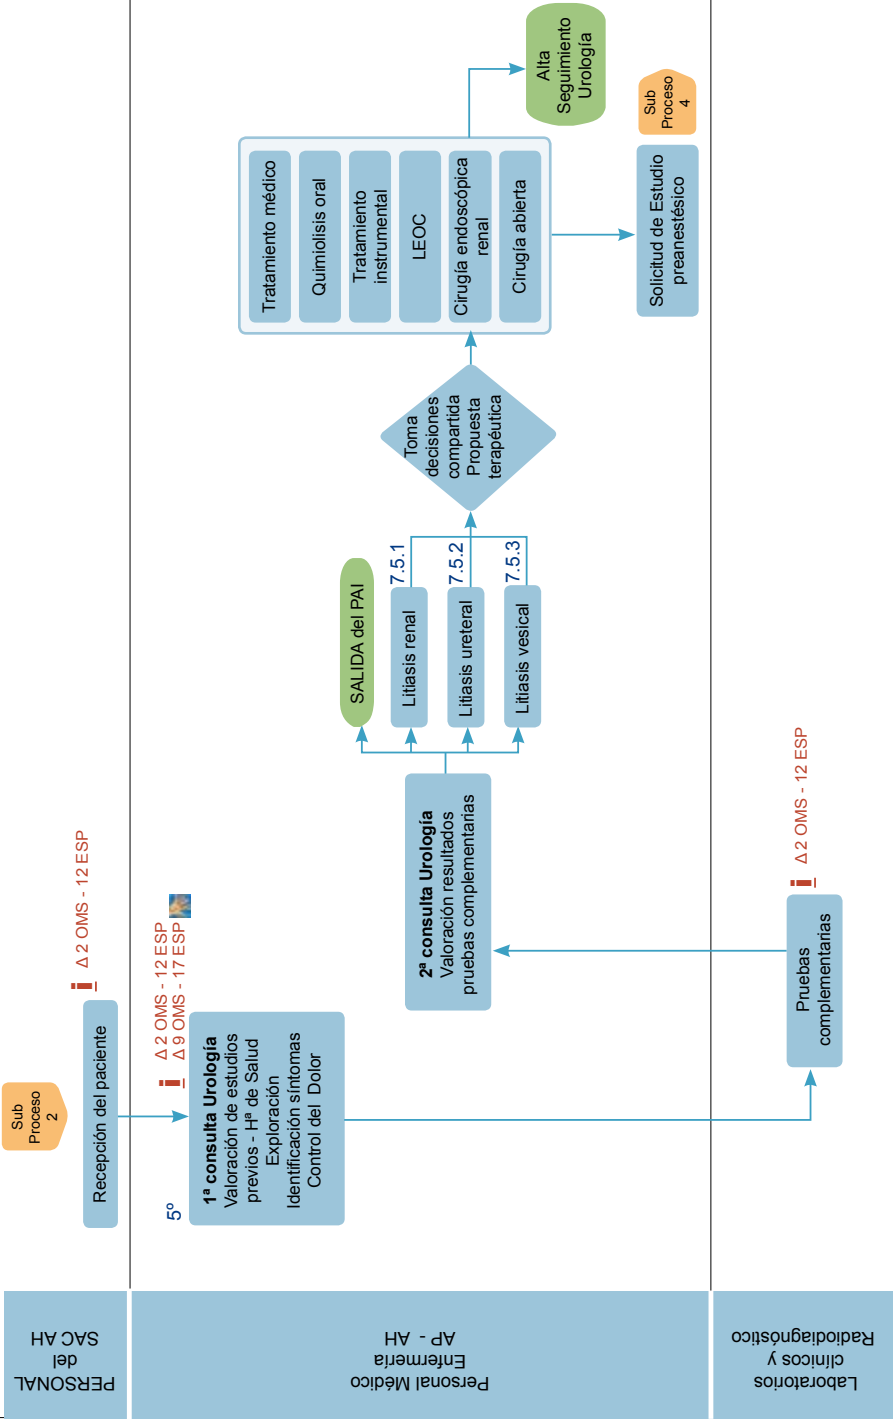 PERSONAL
del
SAC AH
Sub
Proceso
2
Recepción del paciente
i
Δ 2 OMS - 12 ESP
Personal Médico
Enfermería
AP - AH
5º
i
Δ 2 OMS - 12 ESP
Δ 9 OMS - 17 ESP
1ª consulta Urología
Valoración de estudios
previos - Hª de Salud
Exploración
Identificación síntomas
Control del Dolor
2ª consulta Urología
Valoración resultados
pruebas complementarias
SALIDA del PAI
Litiasis renal
7.5.1
Litiasis ureteral
7.5.2
Litiasis vesical
7.5.3
Toma
decisiones
compartida
Propuesta
terapéutica
Tratamiento médico
Quimiolisis oral
Tratamiento
instrumental
LEOC
Cirugía endoscópica
renal
Cirugía abierta
Alta
Seguimiento
Urología
Solicitud de Estudio
preanestésico
Sub
Proceso
4
Laboratorios
clínicos y
Radiodiagnóstico
Pruebas
complementarias
i
Δ 2 OMS - 12 ESP